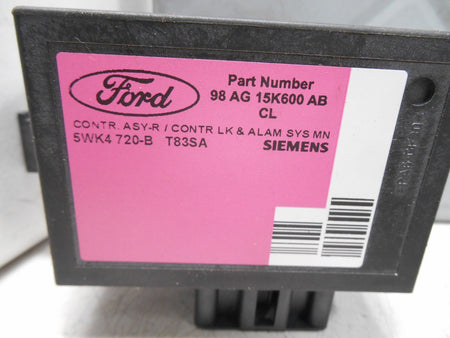 Ford
Part Number
98 AG 15K600 AB
CL
CONTR. ASY-R / CONTR LK & ALAM SYS MN
5WK4 720-B T83SA
SIEMENS